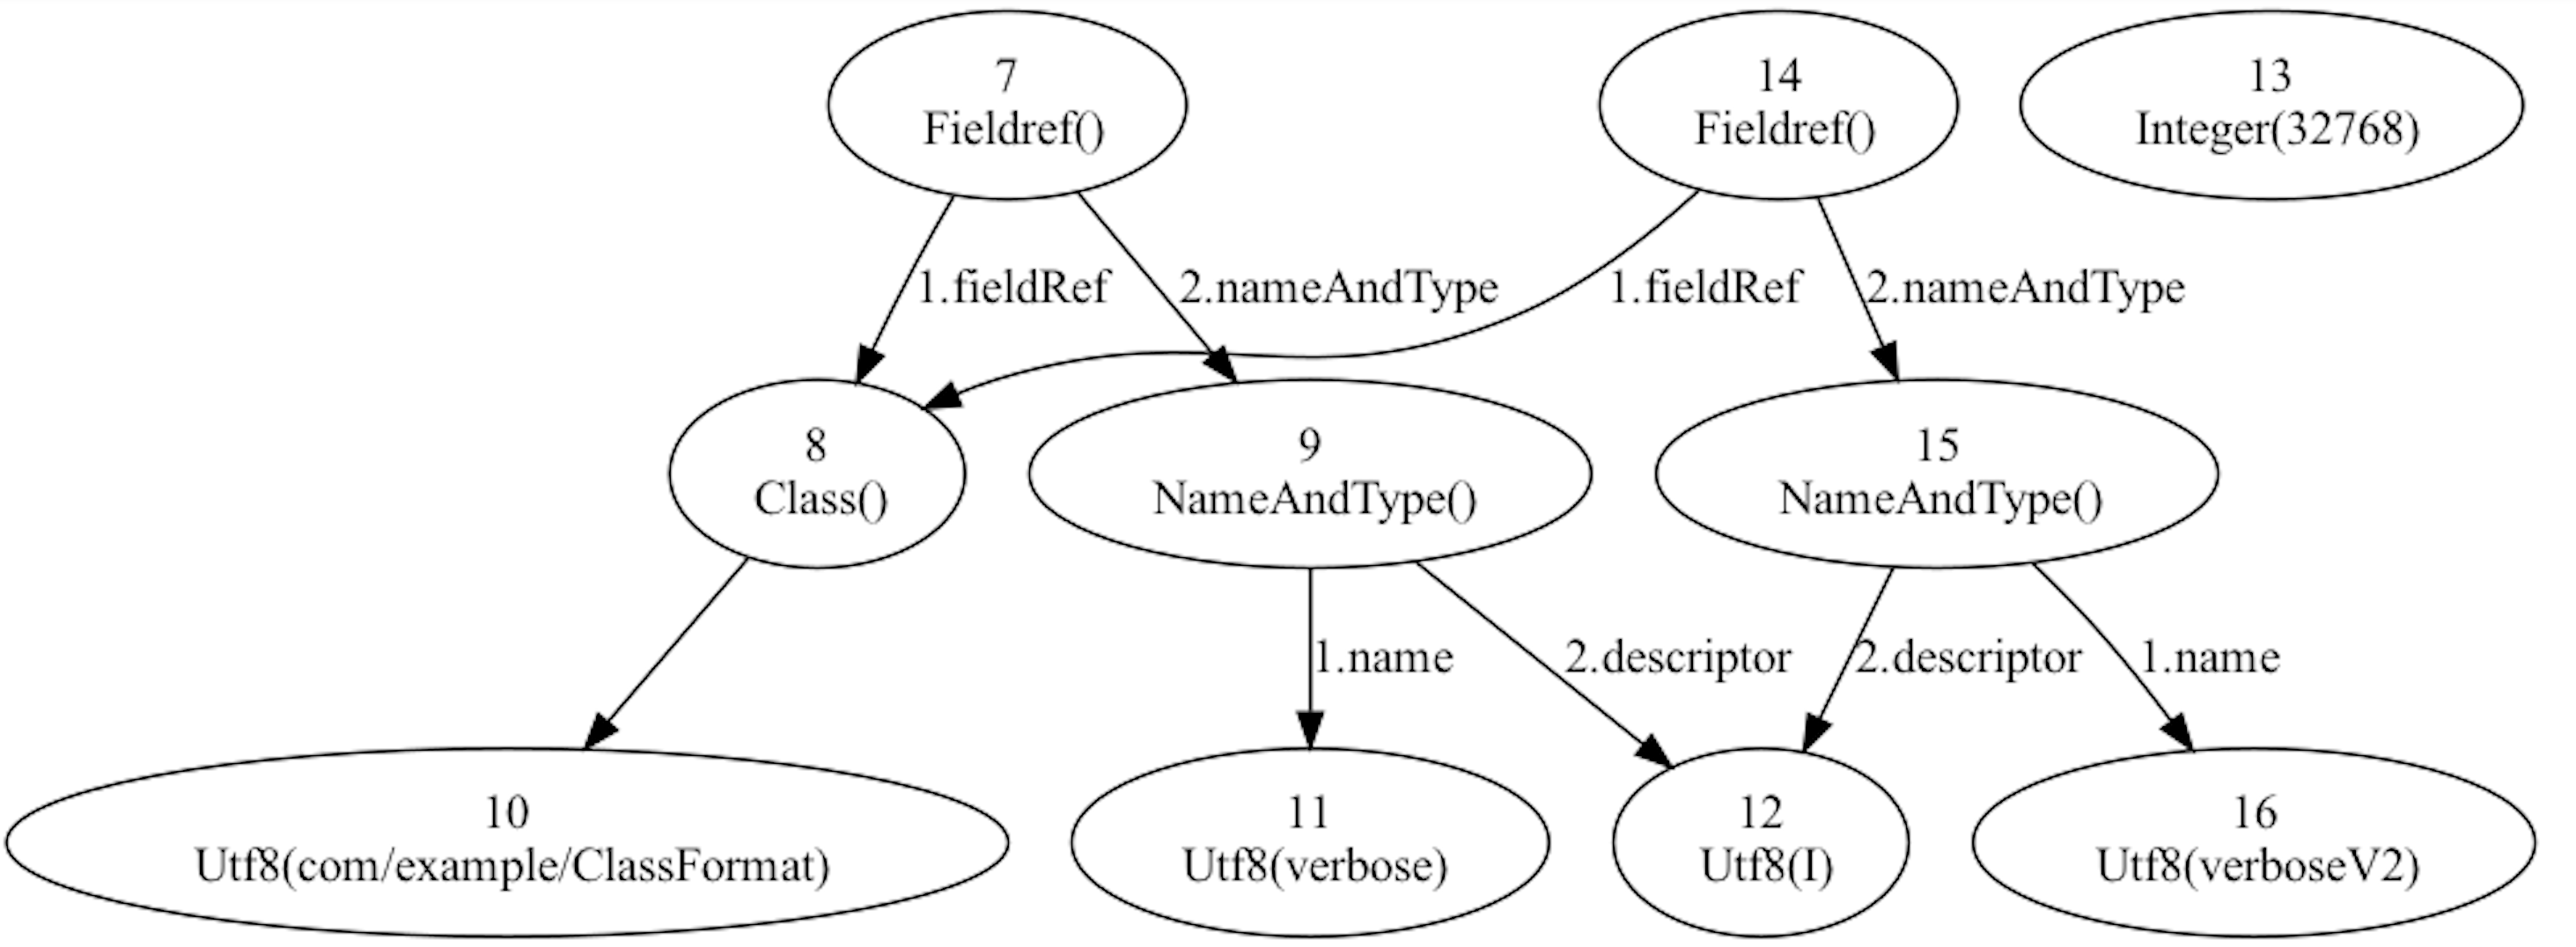 7
Fieldref()
14
Fieldref()
13
Integer(32768)
1.fieldRef
2.nameAndType
1.fieldRef
2.nameAndType
8
Class()
9
NameAndType()
15
NameAndType()
1.name
2.descriptor
2.descriptor
1.name
10
Utf8(com/example/ClassFormat)
11
Utf8(verbose)
12
Utf8(I)
16
Utf8(verboseV2)